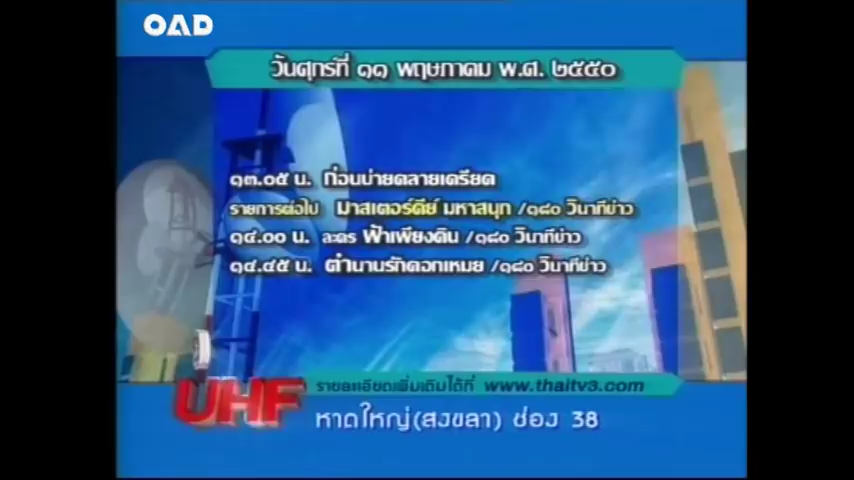 OAD
วันศุกร์ที่ ๑๑ พฤษภาคม พ.ศ. ๒๕๕๐
๑๓.๐๕ น. ก่อนบ่ายคลายเครียด
รายการต่อไป มาสเตอร์คีย์ มหาสนุก /๑๘๐ วินาทีข่าว
๑๔.๐๐ น. ละคร ฟ้าเพียงดิน /๑๘๐ วินาทีข่าว
๑๔.๔๕ น. ตำนานรักดอกเหมย /๑๘๐ วินาทีข่าว
รายละเอียดเพิ่มเติมได้ที่ www.thaitv3.com
UHF
หาดใหญ่(สงขลา) ช่อง 38